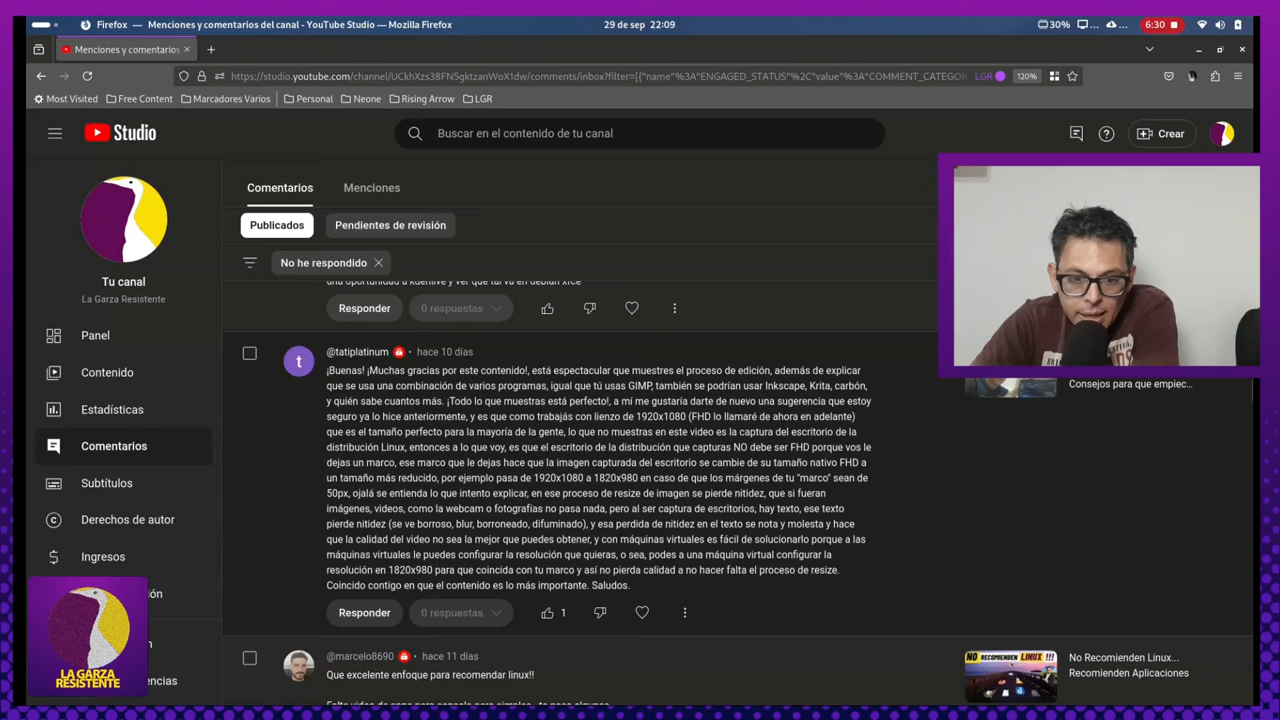 Firefox — Menciones y comentarios del canal - YouTube Studio — Mozilla Firefox
29 de sep 22:09
30%
6:30
Menciones y comentarios
https://studio.youtube.com/channel/UCkhXzs38FN5gktzanWoX1dw/comments/inbox?filter=[{"name"%3A"ENGAGED_STATUS"%2C"value"%3A"COMMENT_CATEGOR
LGR
120%
Most Visited
Free Content
Marcadores Varios
Personal
Neone
Rising Arrow
LGR
Studio
Buscar en el contenido de tu canal
Crear
Comentarios
Menciones
Publicados
Pendientes de revisión
No he respondido
Tu canal
La Garza Resistente
Panel
Contenido
Estadísticas
Comentarios
Subtítulos
Derechos de autor
Ingresos
una oportunidad a kdenlive y ver que tal va en debian xfce
Responder
0 respuestas
@tatiplatinum
hace 10 días
t
¡Buenas! ¡Muchas gracias por este contenido!, está espectacular que muestres el proceso de edición, además de explicar
que se usa una combinación de varios programas, igual que tú usas GIMP, también se podrían usar Inkscape, Krita, carbón,
y quién sabe cuantos más. ¡Todo lo que muestras está perfecto!, a mí me gustaría darte de nuevo una sugerencia que estoy
seguro ya lo hice anteriormente, y es que como trabajás con lienzo de 1920x1080 (FHD lo llamaré de ahora en adelante)
que es el tamaño perfecto para la mayoría de la gente, lo que no muestras en este video es la captura del escritorio de la
distribución Linux, entonces a lo que voy, es que el escritorio de la distribución que capturas NO debe ser FHD porque vos le
dejas un marco, ese marco que le dejas hace que la imagen capturada del escritorio se cambie de su tamaño nativo FHD a
un tamaño más reducido, por ejemplo pasa de 1920x1080 a 1820x980 en caso de que los márgenes de tu "marco" sean de
50px, ojalá se entienda lo que intento explicar, en ese proceso de resize de imagen se pierde nitidez, que si fueran
imágenes, videos, como la webcam o fotografías no pasa nada, pero al ser captura de escritorios, hay texto, ese texto
pierde nitidez (se ve borroso, blur, borroneado, difuminado), y esa perdida de nitidez en el texto se nota y molesta y hace
que la calidad del video no sea la mejor que puedes obtener, y con máquinas virtuales es fácil de solucionarlo porque a las
máquinas virtuales le puedes configurar la resolución que quieras, o sea, podes a una máquina virtual configurar la
resolución en 1820x980 para que coincida con tu marco y así no pierda calidad a no hacer falta el proceso de resize.
Coincido contigo en que el contenido es lo más importante. Saludos.
Responder
0 respuestas
1
Consejos para que empiec...
@marcelo8690
hace 11 días
Que excelente enfoque para recomendar linux!!
NO RECOMIENDEN LINUX !!!
No Recomienden Linux...
Recomienden Aplicaciones
LA GARZA
RESISTENTE